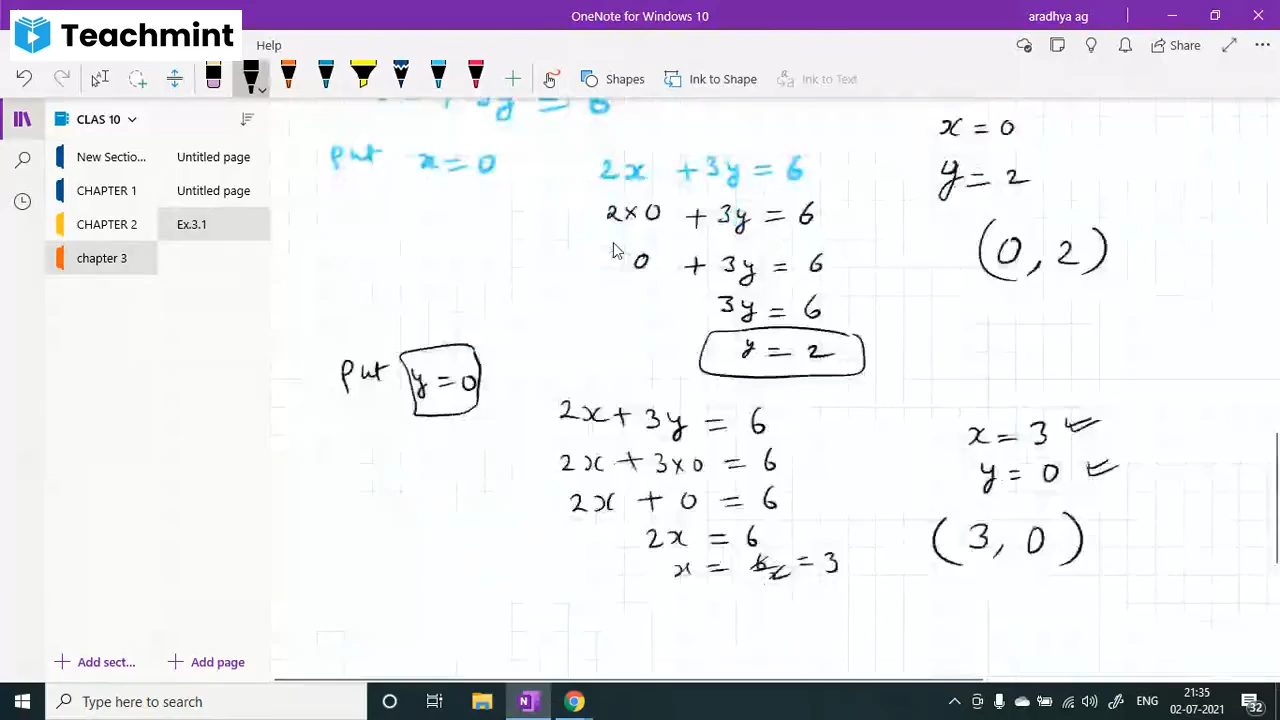 OneNote for Windows 10
aradhya ag
Teachmint
Help
Share
Shapes
Ink to Shape
Ink to Text
CLAS 10
New Sectio...
Untitled page
CHAPTER 1
Untitled page
CHAPTER 2
Ex.3.1
chapter 3
+ 3y = 6
put x = 0
2x + 3y = 6
2 × 0 + 3y = 6
0 + 3y = 6
3y = 6
y = 2
x = 0
y = 2
(0, 2)
put y = 0
2x + 3y = 6
2x + 3×0 = 6
2x + 0 = 6
2x = 6
x = 6/2 = 3
x = 3
y = 0
(3, 0)
Add sect...
Add page
Type here to search
ENG
21:35
02-07-2021
32